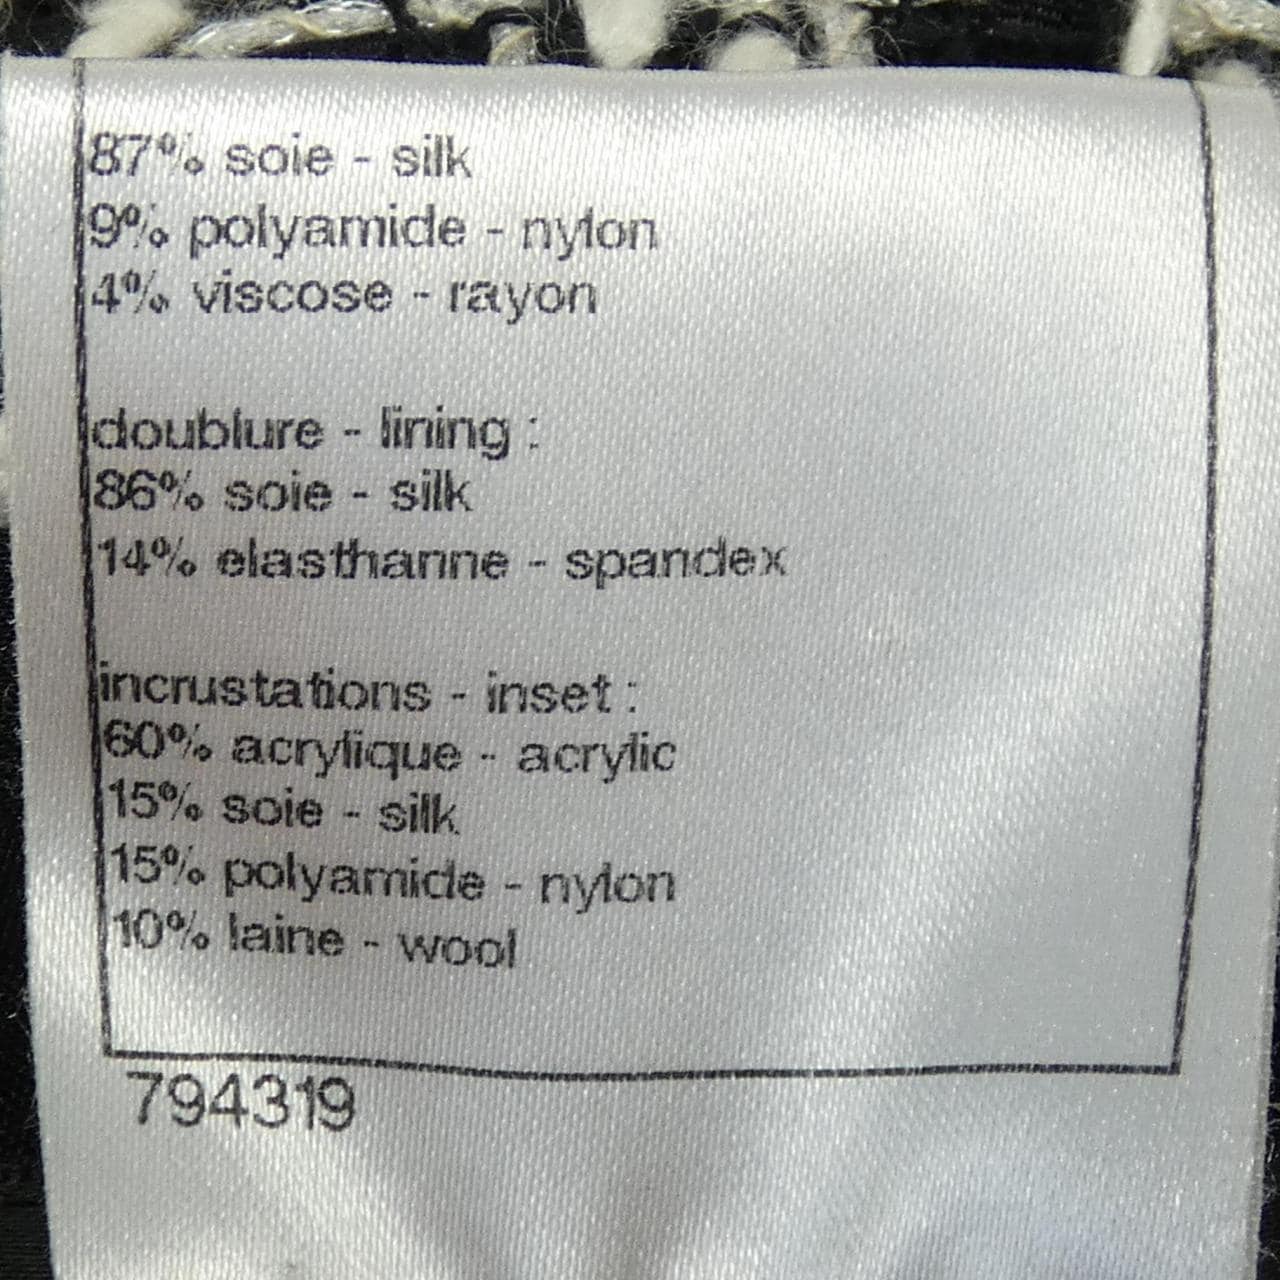 87% soie - silk
9% polyamide - nylon
4% viscose - rayon
doublure - lining :
86% soie - silk
14% elasthanne - spandex
incrustations - inset :
60% acrylique - acrylic
15% soie - silk
15% polyamide - nylon
10% laine - wool
794319